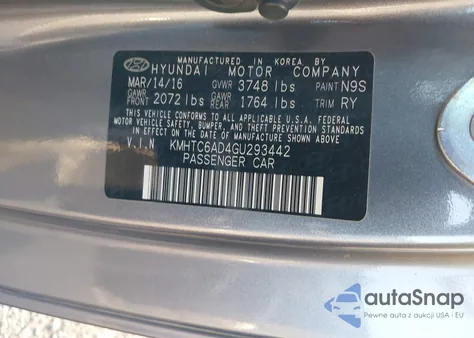 MANUFACTURED IN KOREA BY
HYUNDAI MOTOR COMPANY
MAR/14/16 GVWR 3748 lbs PAINT N9S
GAWR FRONT 2072 lbs GAWR REAR 1764 lbs TRIM RY
THIS VEHICLE CONFORMS TO ALL APPLICABLE U.S.A. FEDERAL
MOTOR VEHICLE SAFETY, BUMPER, AND THEFT PREVENTION
STANDARDS IN EFFECT ON THE DATE OF MANUFACTURE SHOWN ABOVE
V.I.N KMHTC6AD4GU293442
PASSENGER CAR
autoSnap
Pewne auta z aukcji USA i EU